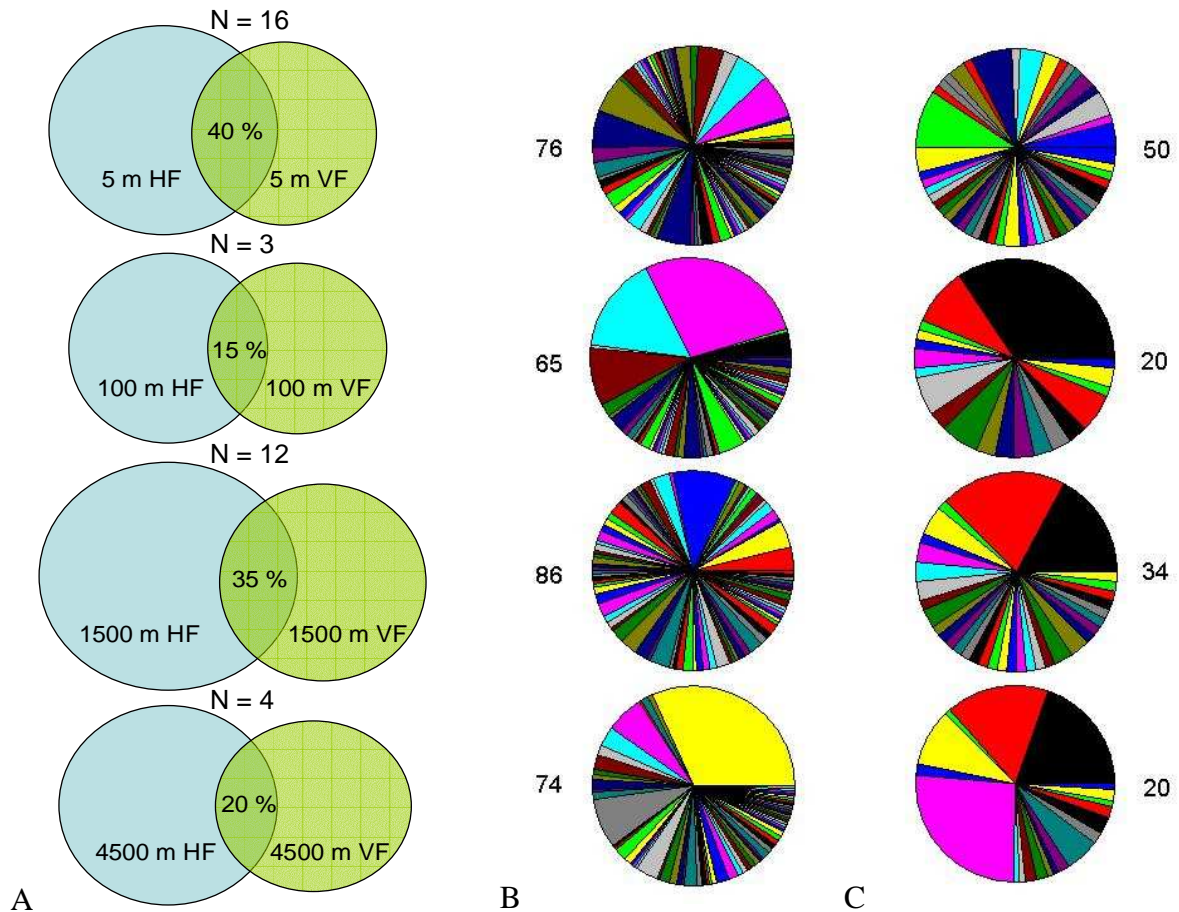 N = 16
40 %
5 m HF
5 m VF
76
50
N = 3
15 %
100 m HF
100 m VF
65
20
N = 12
35 %
1500 m HF
1500 m VF
86
34
N = 4
20 %
4500 m HF
4500 m VF
74
20
A
B
C